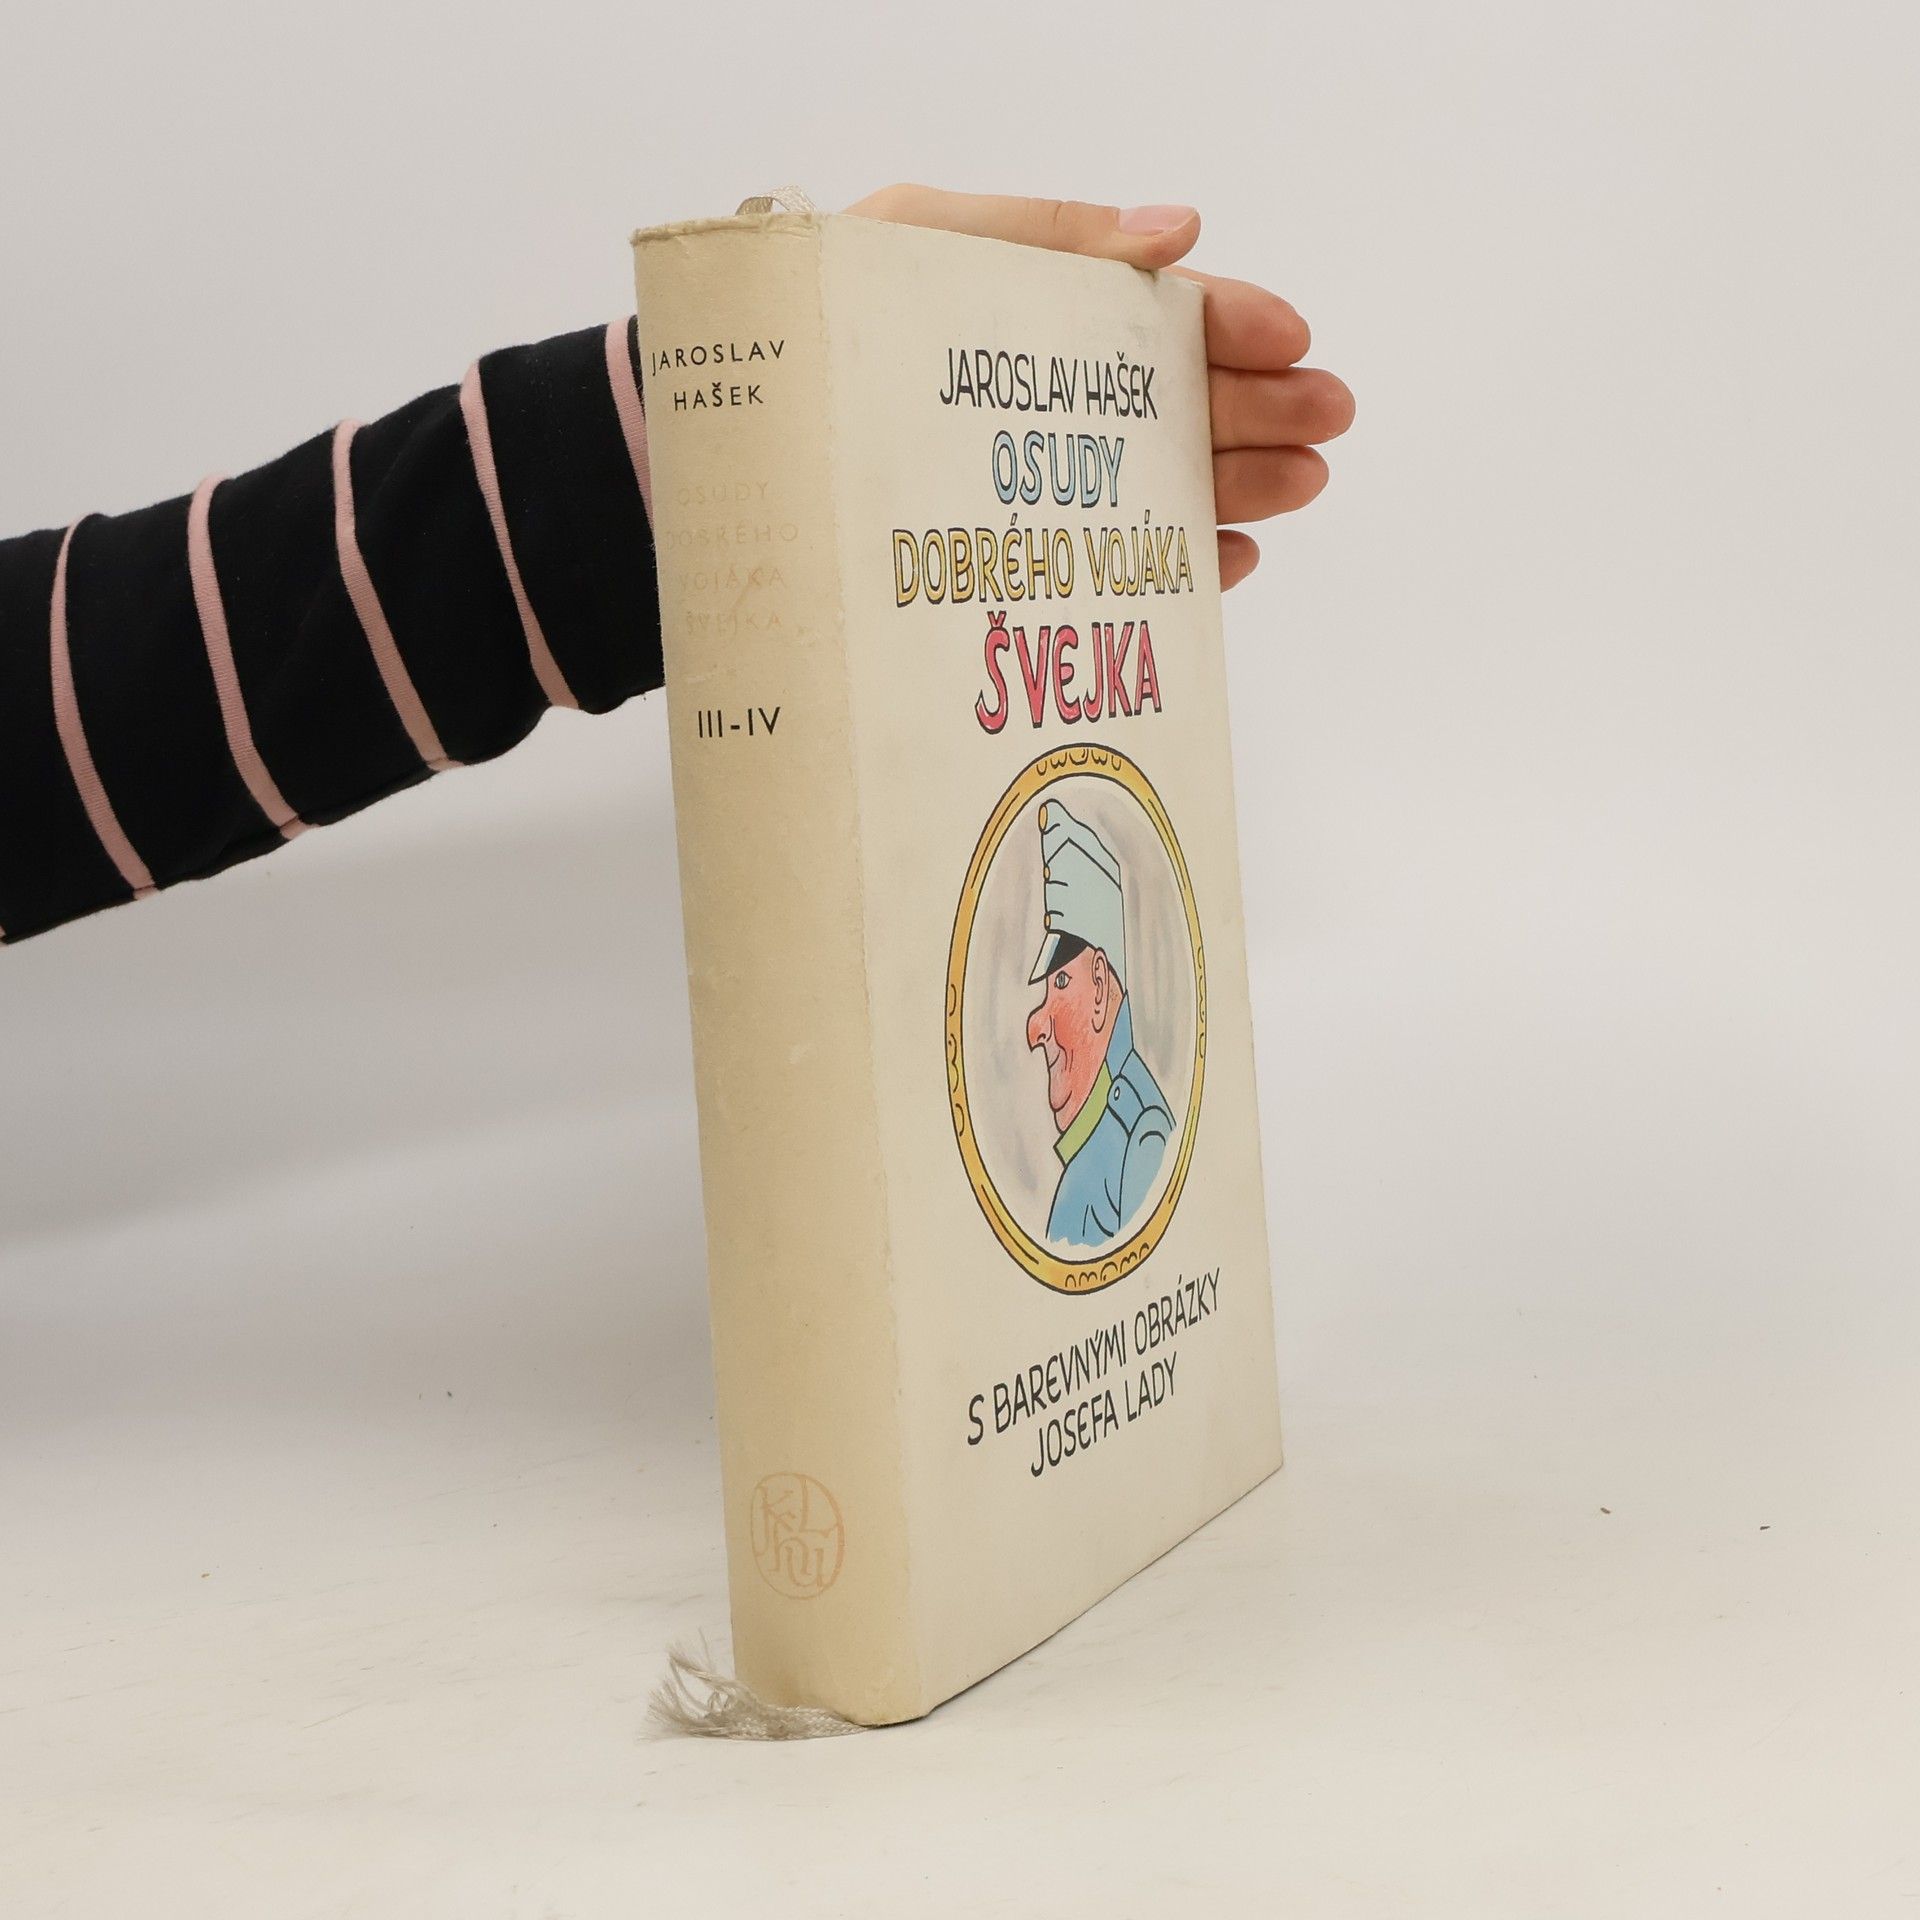 JAROSLAV
HAŠEK
OSUDY
DOBRÉHO
VOJÁKA
ŠVEJKA
III-IV
JAROSLAV HAŠEK
OSUDY
DOBRÉHO VOJÁKA
ŠVEJKA
S BAREVNÝMI OBRÁZKY
JOSEFA LADY